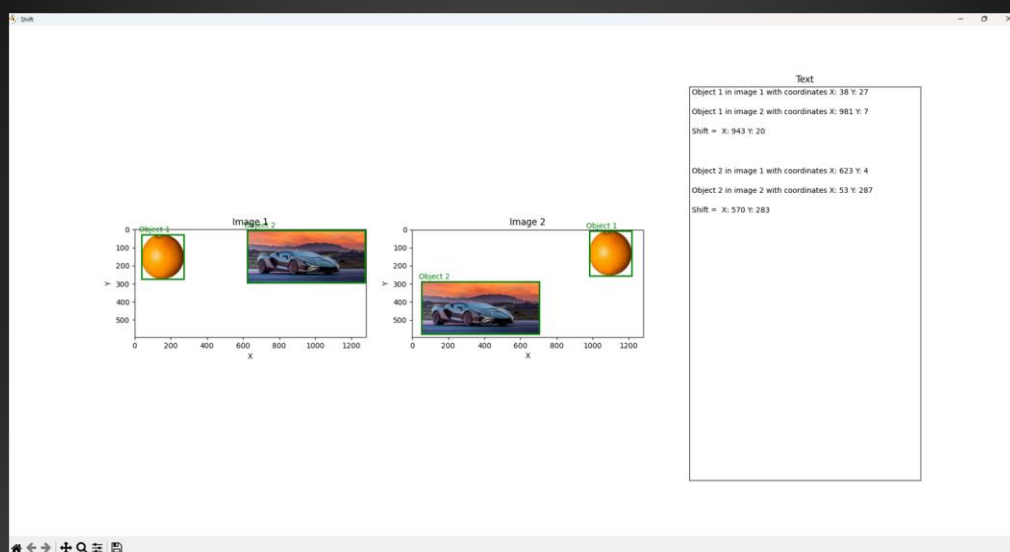 Shift
Text
Object 1 in image 1 with coordinates X: 38 Y: 27
Object 1 in image 2 with coordinates X: 981 Y: 7
Shift = X: 943 Y: 20
Object 2 in image 1 with coordinates X: 623 Y: 4
Object 2 in image 2 with coordinates X: 53 Y: 287
Shift = X: 570 Y: 283
Image 1
Object 1
Object 2
0
100
200
300
400
500
Y
0 200 400 600 800 1000 1200
X
Image 2
Object 1
Object 2
0
100
200
300
400
500
Y
0 200 400 600 800 1000 1200
X